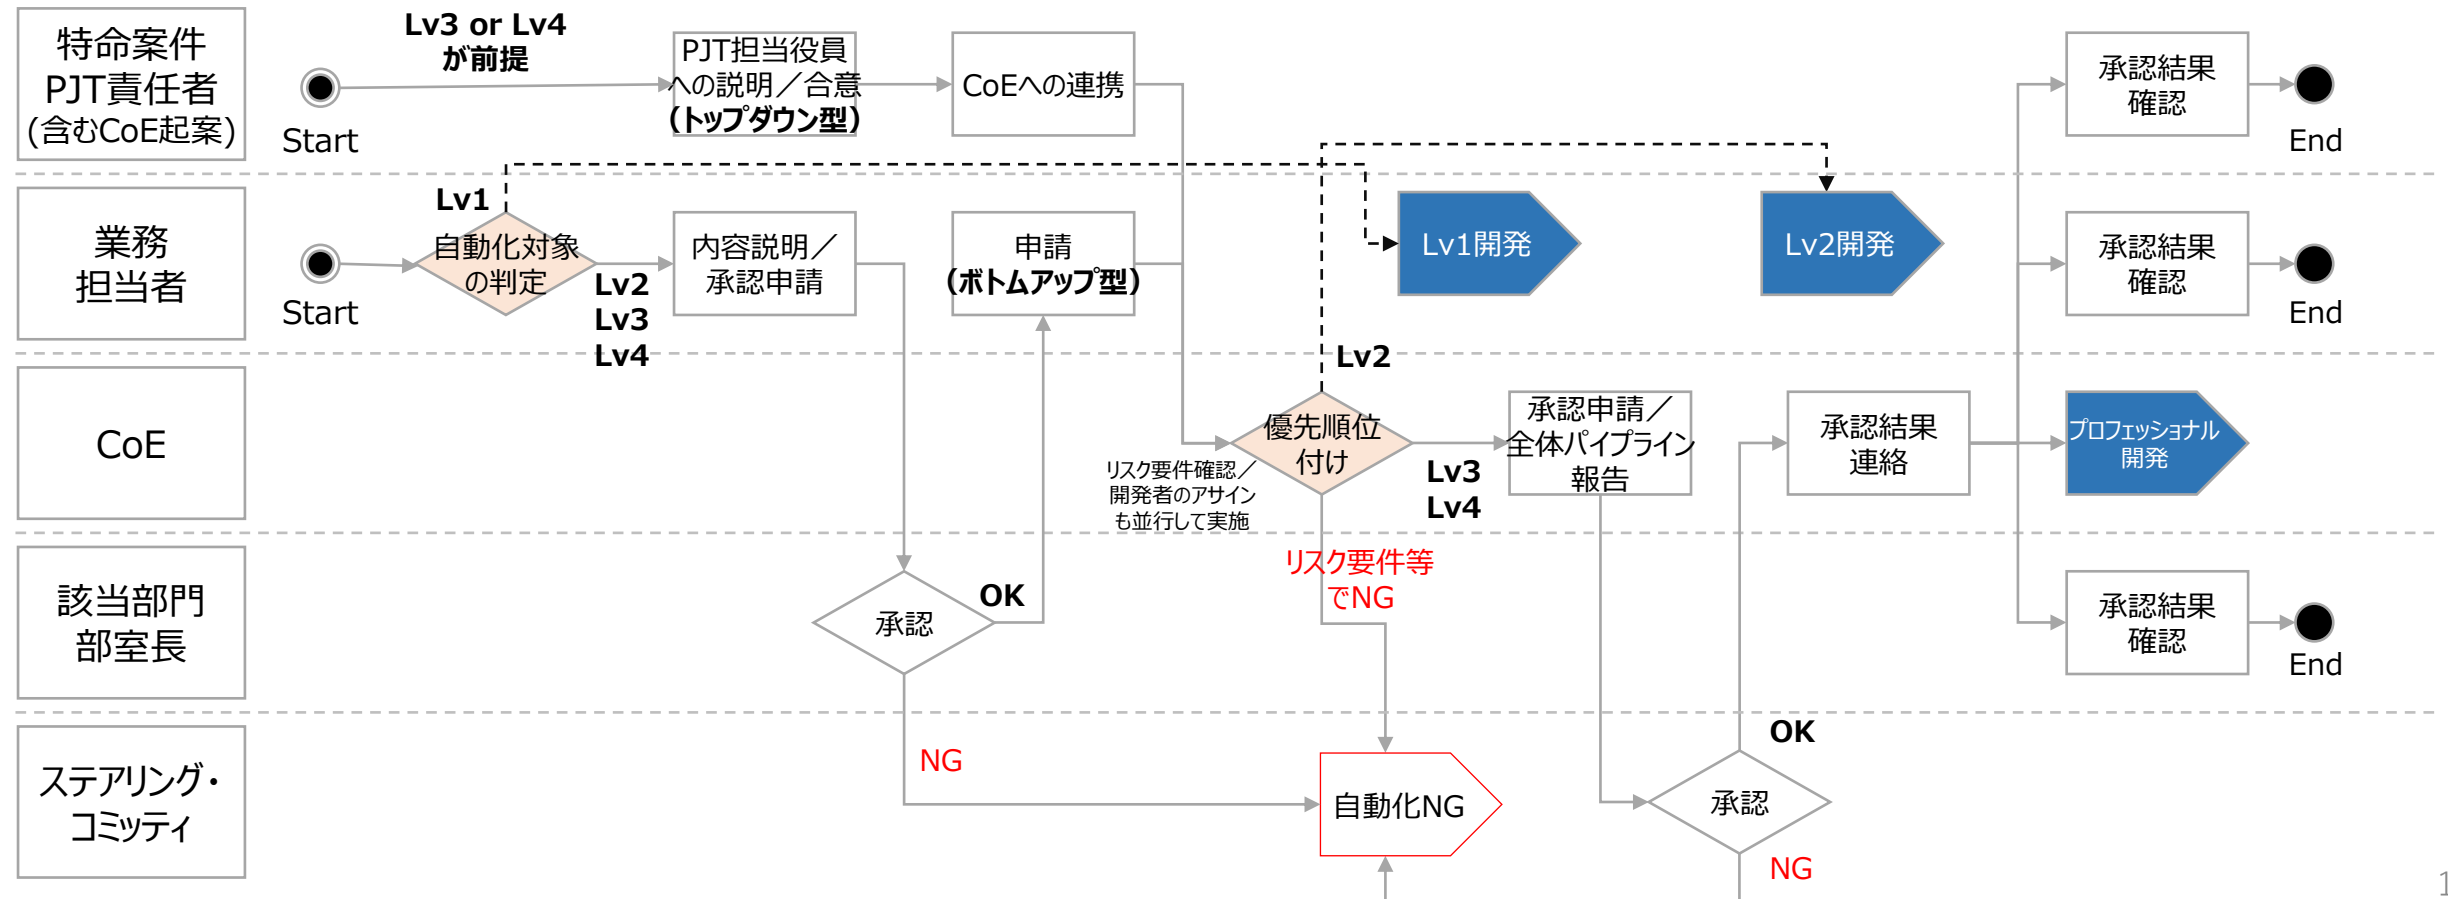 特命案件
PJT責任者
(含むCoE起案)
Start
Lv3 or Lv4
が前提
PJT担当役員
への説明／合意
（トップダウン型）
CoEへの連携
承認結果
確認
End
業務
担当者
Start
Lv1
自動化対象
の判定
Lv2
Lv3
Lv4
内容説明／
承認申請
申請
（ボトムアップ型）
Lv1開発
Lv2開発
承認結果
確認
End
CoE
リスク要件確認／
開発者のアサイン
も並行して実施
優先順位
付け
Lv2
Lv3
Lv4
承認申請／
全体パイプライン
報告
承認結果
連絡
プロフェッショナル
開発
該当部門
部室長
承認
OK
NG
リスク要件等
でNG
承認結果
確認
End
ステアリング・
コミッティ
自動化NG
承認
OK
NG
1